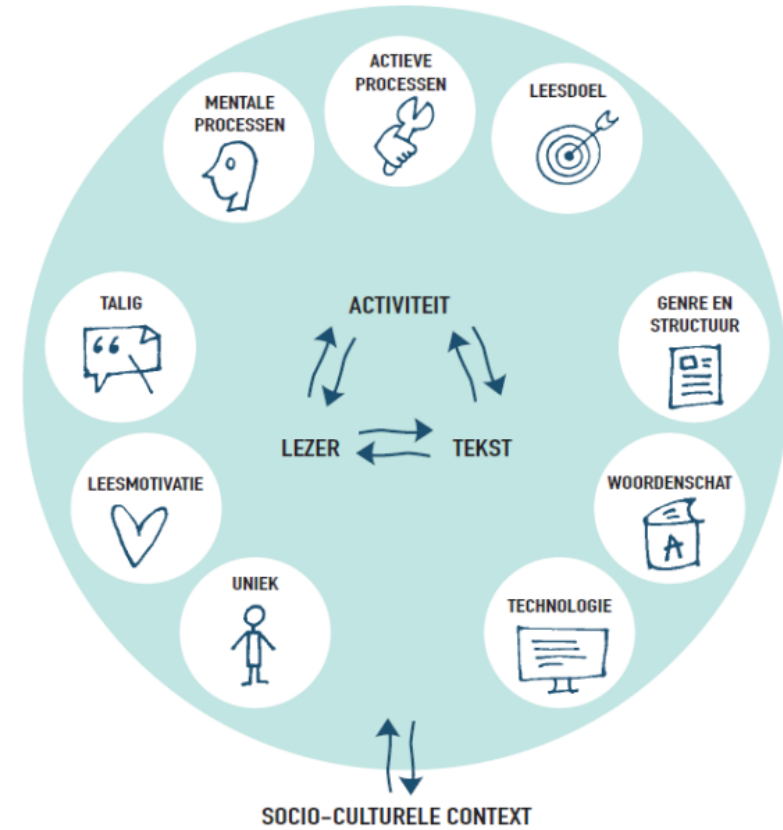 ACTIEVE
PROCESSEN
MENTALE
PROCESSEN
LEESDOEL
TALIG
ACTIVITEIT
GENRE EN
STRUCTUUR
LEZER
TEKST
LEESMOTIVATIE
WOORDENSCHAT
A
UNIEK
TECHNOLOGIE
SOCIO-CULTURELE CONTEXT